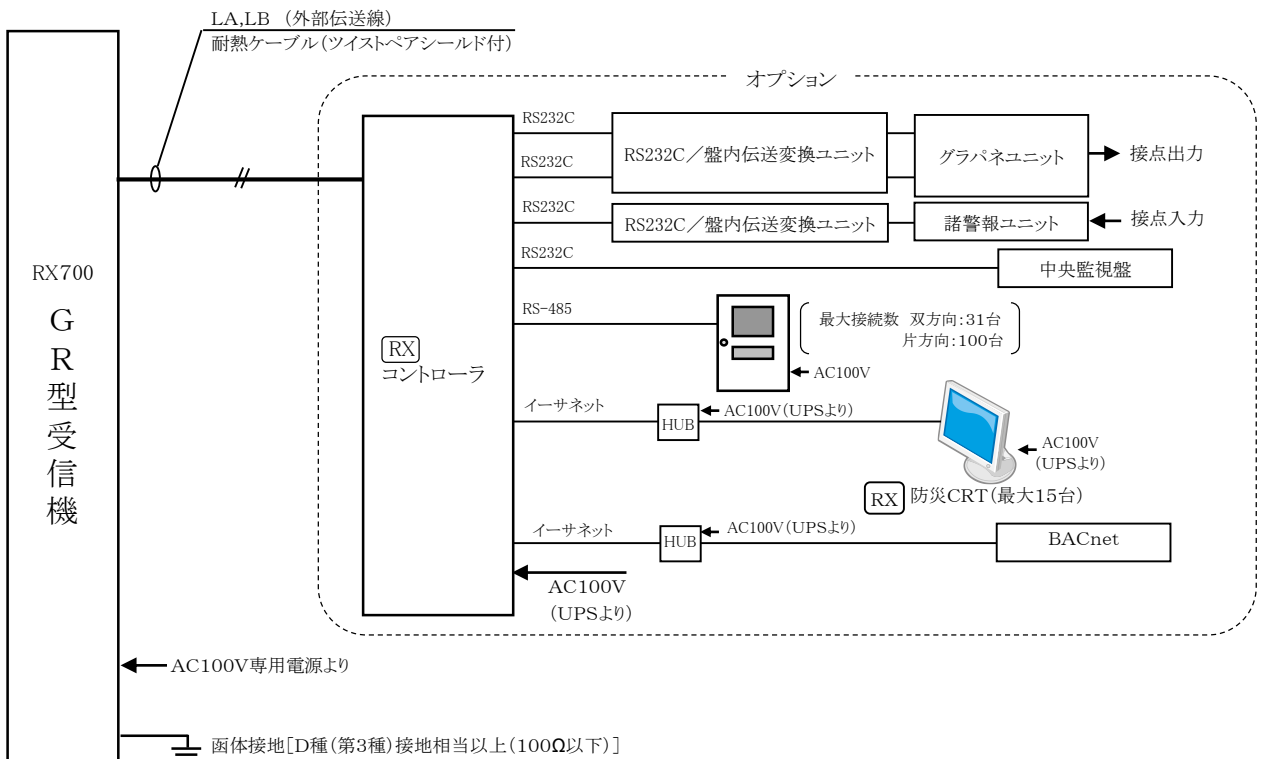 LA,LB （外部伝送線）
耐熱ケーブル(ツイストペアシールド付)
オプション
RX700
GR型受信機
RX
コントローラ
RS232C
RS232C
RS232C／盤内伝送変換ユニット
グラパネユニット
接点出力
RS232C
RS232C／盤内伝送変換ユニット
諸警報ユニット
接点入力
RS232C
中央監視盤
RS-485
最大接続数 双方向:31台
片方向:100台
AC100V
イーサネット
HUB
AC100V(UPSより)
AC100V
(UPSより)
RX 防災CRT(最大15台)
イーサネット
HUB
AC100V(UPSより)
BACnet
AC100V
(UPSより)
AC100V専用電源より
函体接地[D種(第3種)接地相当以上(100Ω以下)]